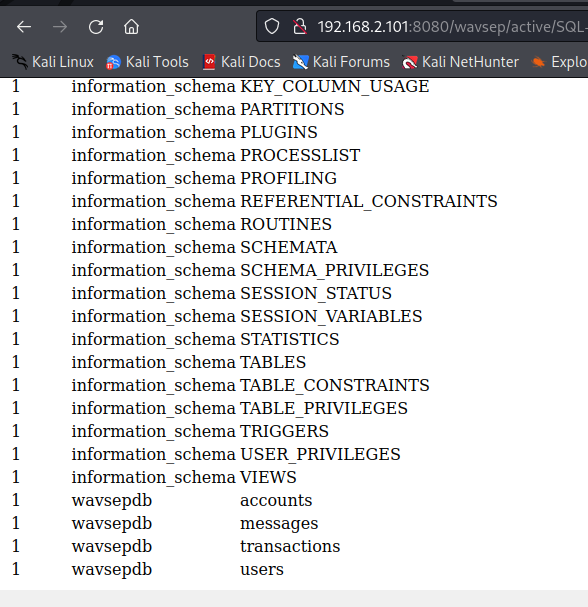 192.168.2.101:8080/wavsep/active/SQL-
Kali Linux Kali Tools Kali Docs Kali Forums Kali NetHunter Explo
1 information_schema KEY_COLUMN_USAGE
1 information_schema PARTITIONS
1 information_schema PLUGINS
1 information_schema PROCESSLIST
1 information_schema PROFILING
1 information_schema REFERENTIAL_CONSTRAINTS
1 information_schema ROUTINES
1 information_schema SCHEMATA
1 information_schema SCHEMA_PRIVILEGES
1 information_schema SESSION_STATUS
1 information_schema SESSION_VARIABLES
1 information_schema STATISTICS
1 information_schema TABLES
1 information_schema TABLE_CONSTRAINTS
1 information_schema TABLE_PRIVILEGES
1 information_schema TRIGGERS
1 information_schema USER_PRIVILEGES
1 information_schema VIEWS
1 wavsepdb accounts
1 wavsepdb messages
1 wavsepdb transactions
1 wavsepdb users